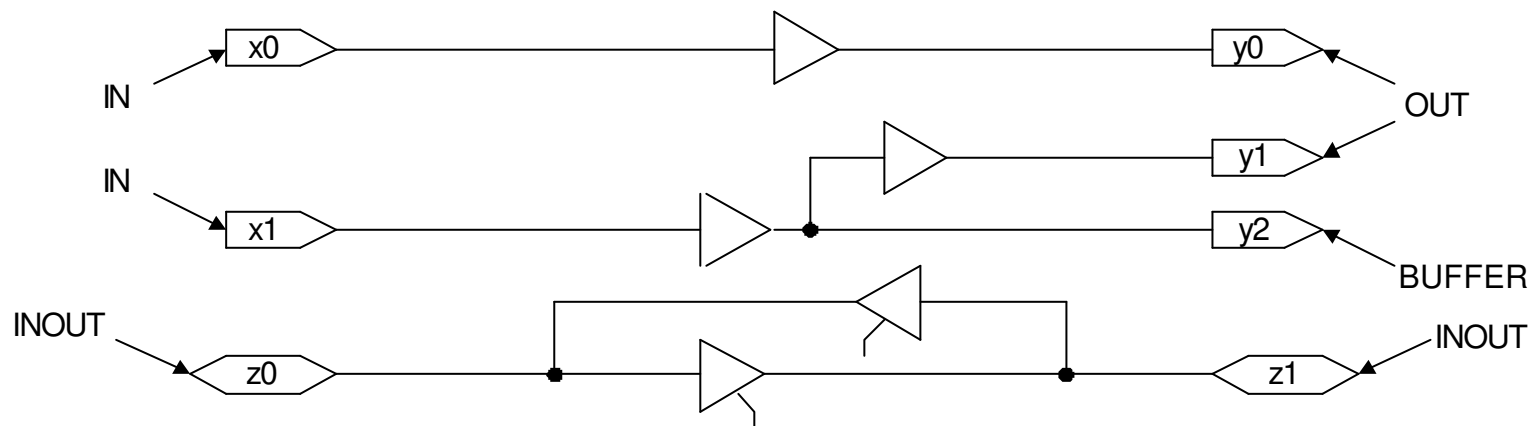 x0
y0
IN
OUT
y1
IN
x1
y2
BUFFER
INOUT
INOUT
z0
z1